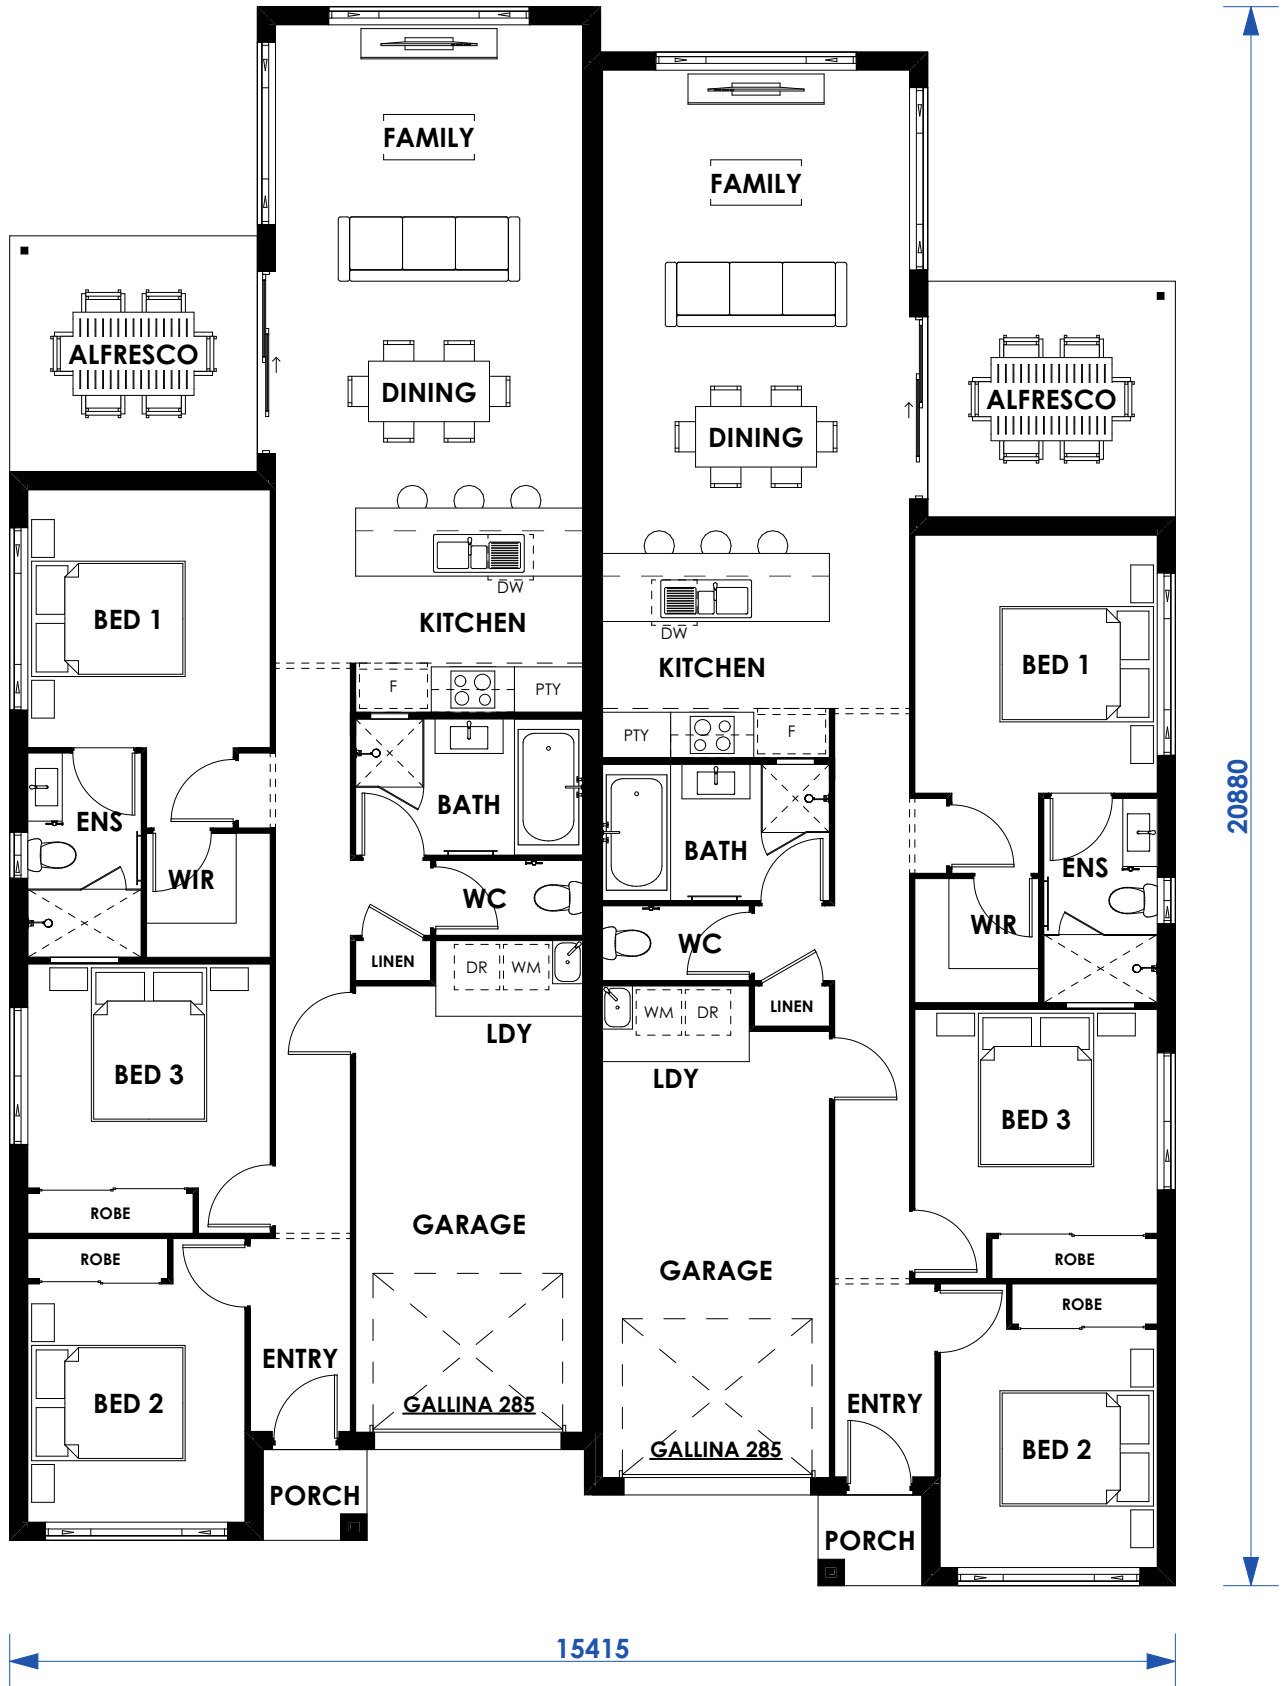 FAMILY
FAMILY
ALFRESCO
DINING
ALFRESCO
DINING
DW
KITCHEN
BED 1
DW
KITCHEN
BED 1
F
PTY
PTY
F
BATH
ENS
BATH
ENS
WIR
WC
WIR
WC
LINEN
DR
WM
LINEN
WM
DR
LDY
LDY
BED 3
BED 3
ROBE
GARAGE
ROBE
GARAGE
ROBE
ROBE
ENTRY
BED 2
GALLINA 285
ENTRY
BED 2
GALLINA 285
PORCH
PORCH
20880
15415